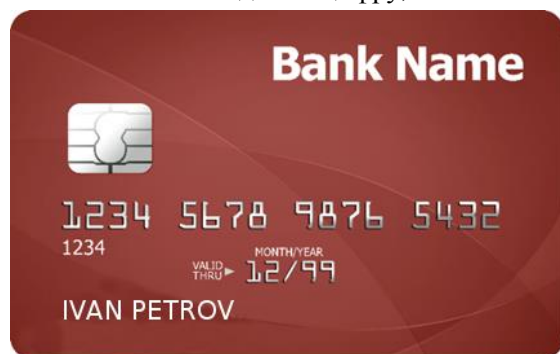 Bank Name
1234 5678 9876 5432
1234
MONTH/YEAR
VALID
THRU 12/99
IVAN PETROV